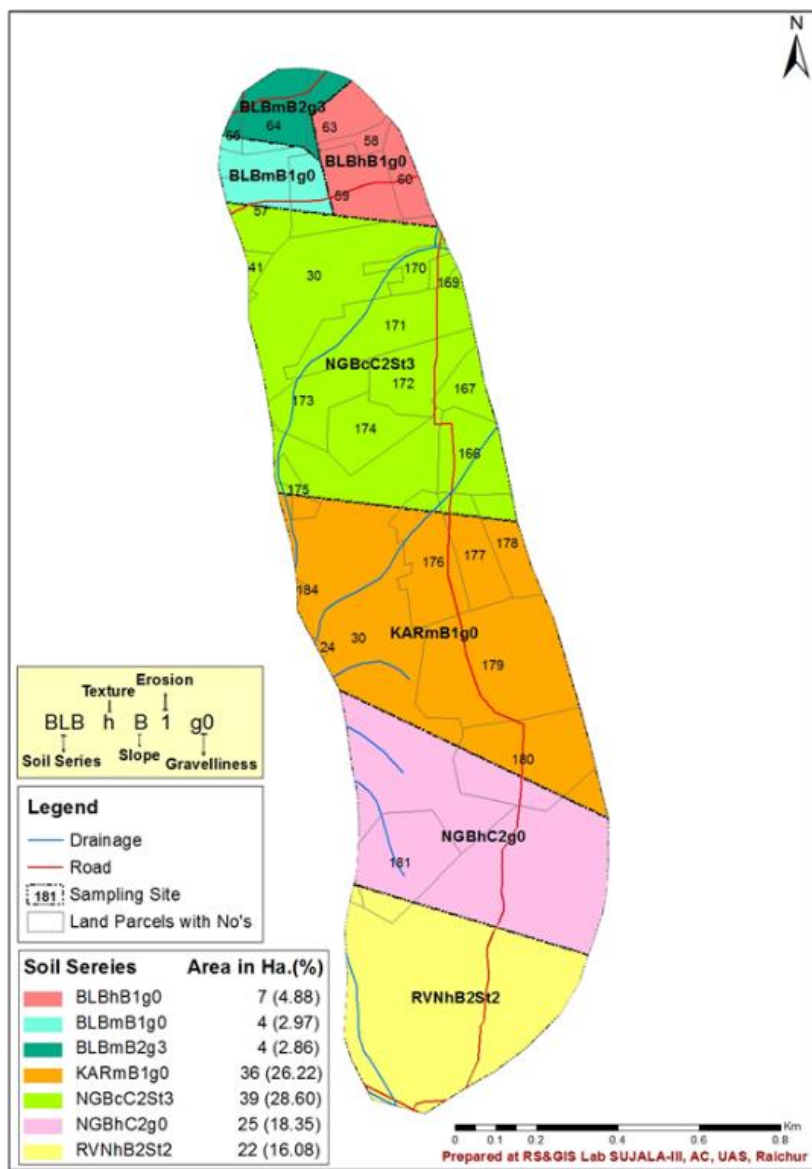 N
BLBmB2g3
66 64 63 58
BLBhB1g0
BLBmB1g0 60
59
57
41 30 170 169
171
NGBcC2St3
172 167
173
174
166
175
176 177 178
184
KARmB1g0
24 30 179
180
NGBhC2g0
181
RVNhB2St2
Erosion
Texture
BLB h B 1 g0
Soil Series Slope Gravelliness
Legend
Drainage
Road
181 Sampling Site
Land Parcels with No's
Soil Sereies Area in Ha.(%)
BLBhB1g0 7 (4.88)
BLBmB1g0 4 (2.97)
BLBmB2g3 4 (2.86)
KARmB1g0 36 (26.22)
NGBcC2St3 39 (28.60)
NGBhC2g0 25 (18.35)
RVNhB2St2 22 (16.08)
Km
0 0.1 0.2 0.4 0.6 0.8
Prepared at RS&GIS Lab SUJALA-III, AC, UAS, Raichur